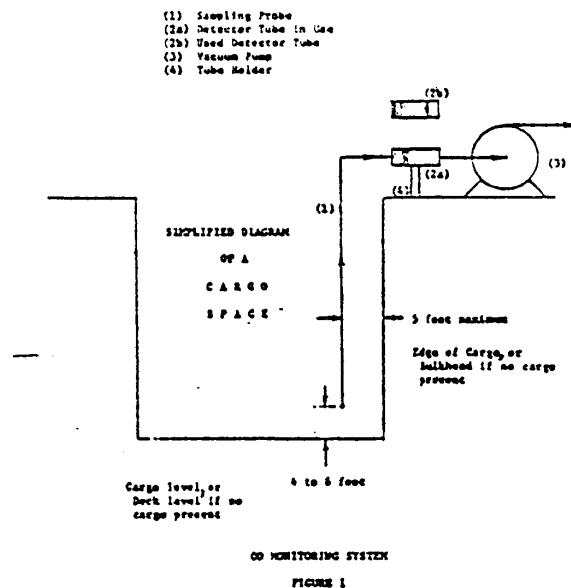 (1) Sampling Probe
(2a) Detector Tube in Use
(2b) Used Detector Tube
(3) Vacuum Pump
(4) Tube Holder
(2b)
(2a)
(3)
(4)
(1)
SIMPLIFIED DIAGRAM
OF A
CARGO
SPACE
5 foot maximum
Edge of Cargo, or
bulkhead if no cargo
present
4 to 6 feet
Cargo level, or
Deck level if no
cargo present
CO MONITORING SYSTEM
FIGURE 1